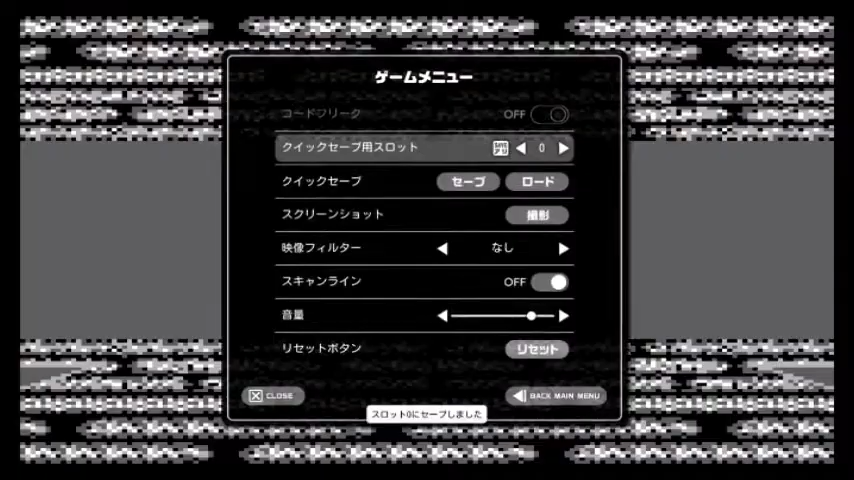 ゲームメニュー
コードフリーク OFF
クイックセーブ用スロット 0
クイックセーブ セーブ ロード
スクリーンショット 撮影
映像フィルター なし
スキャンライン OFF
音量
リセットボタン リセット
CLOSE BACK MAIN MENU
スロット0にセーブしました